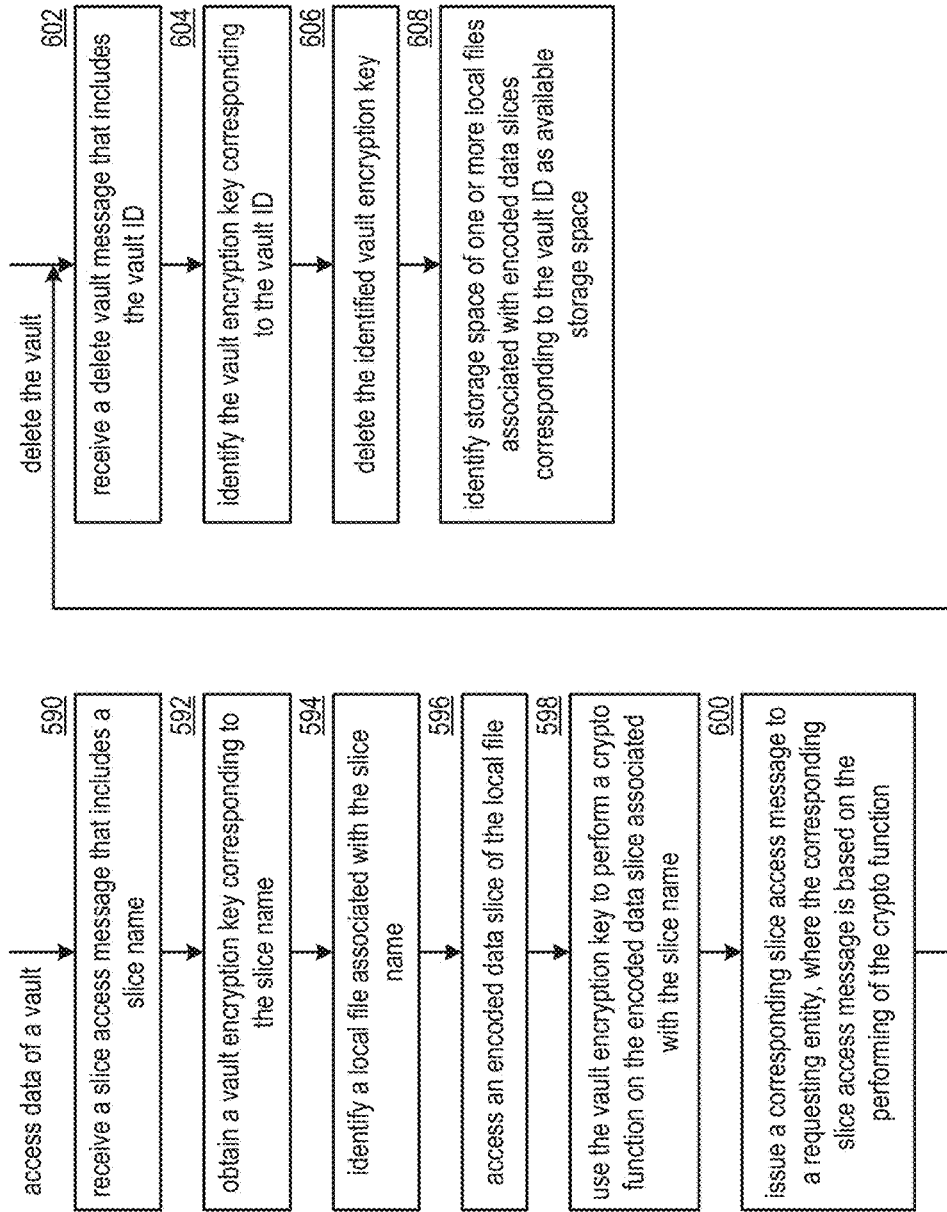 access data of a vault
590
receive a slice access message that includes a
slice name
592
obtain a vault encryption key corresponding to
the slice name
594
identify a local file associated with the slice
name
596
access an encoded data slice of the local file
598
use the vault encryption key to perform a crypto
function on the encoded data slice associated
with the slice name
600
issue a corresponding slice access message to
a requesting entity, where the corresponding
slice access message is based on the
performing of the crypto function
delete the vault
602
receive a delete vault message that includes
the vault ID
604
identify the vault encryption key corresponding
to the vault ID
606
delete the identified vault encryption key
608
identify storage space of one or more local files
associated with encoded data slices
corresponding to the vault ID as available
storage space